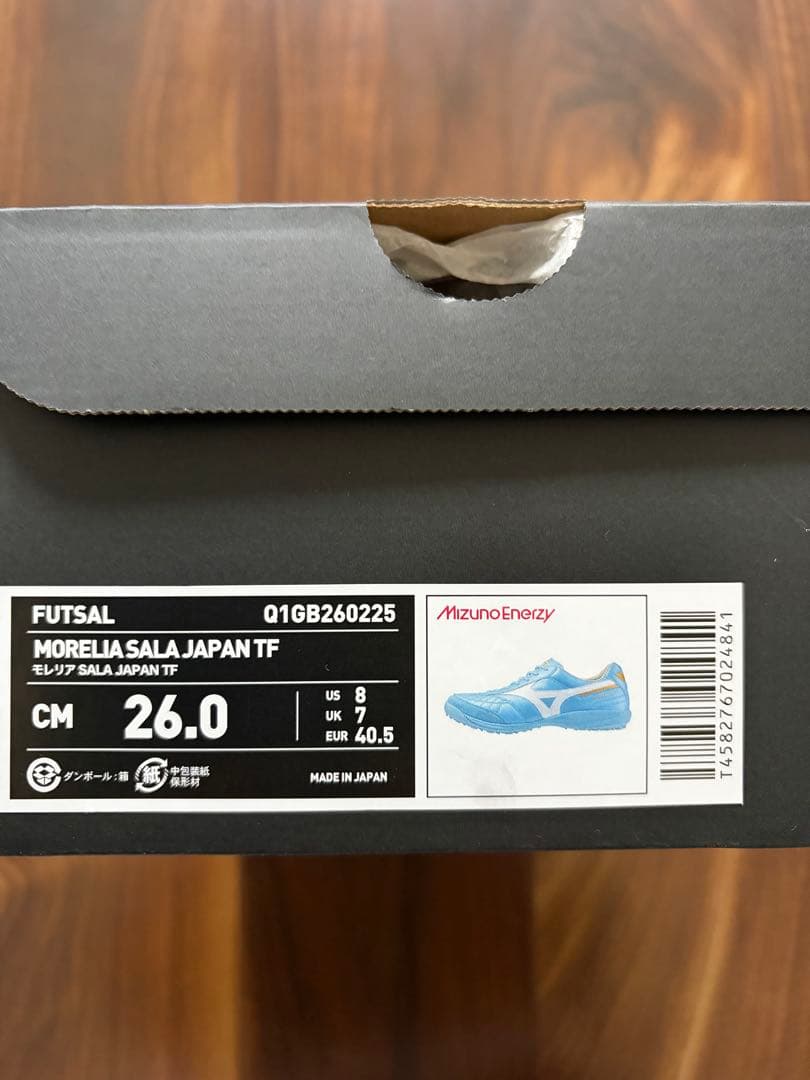 FUTSAL Q1GB260225
MORELIA SALA JAPAN TF
モレリア SALA JAPAN TF
CM 26.0
US 8
UK 7
EUR 40.5
ダンボール：箱
紙 中包装紙
保形材
MADE IN JAPAN
MizunoEnerzy
T4582767024841